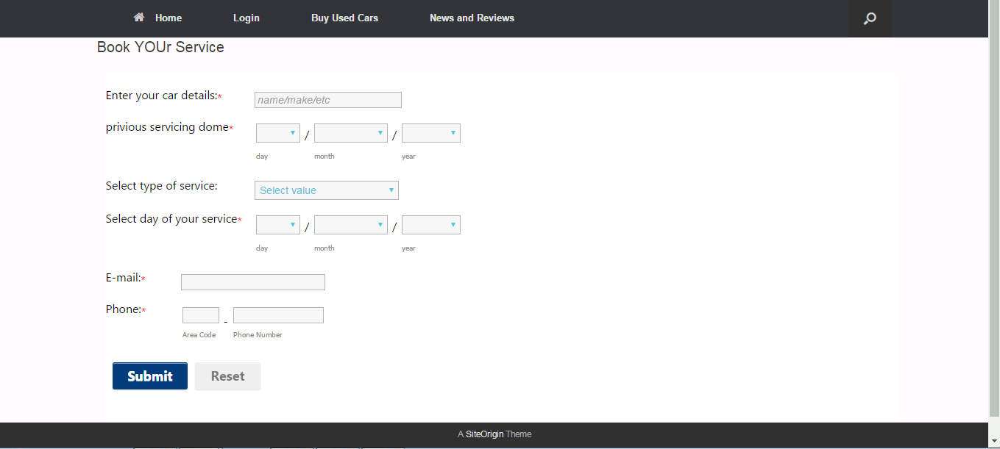 Home Login Buy Used Cars News and Reviews
Book YOUr Service
Enter your car details:* name/make/etc
privious servicing dome* / /
day month year
Select type of service: Select value
Select day of your service* / /
day month year
E-mail:*
Phone:* -
Area Code Phone Number
Submit Reset
A SiteOrigin Theme